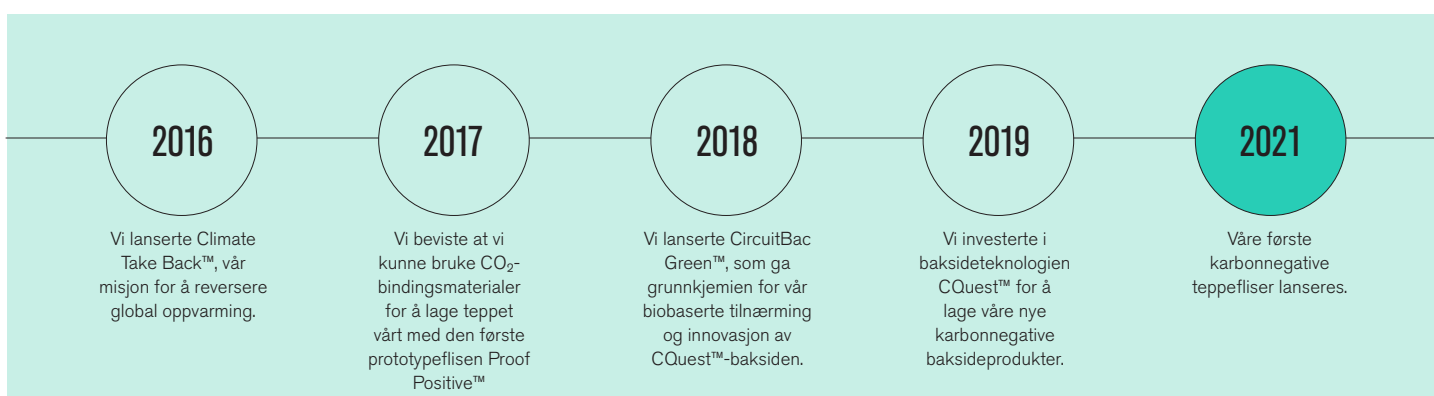 2016
Vi lanserte Climate
Take Back™, vår
misjon for å reversere
global oppvarming.
2017
Vi beviste at vi
kunne bruke CO₂-
bindingsmaterialer
for å lage teppet
vårt med den første
prototypeflisen Proof
Positive™
2018
Vi lanserte CircuitBac
Green™, som ga
grunnkjemien for vår
biobaserte tilnærming
og innovasjon av
CQuest™-baksiden.
2019
Vi investerte i
baksideteknologien
CQuest™ for å
lage våre nye
karbonnegative
baksideprodukter.
2021
Våre første
karbonnegative
teppefliser lanseres.